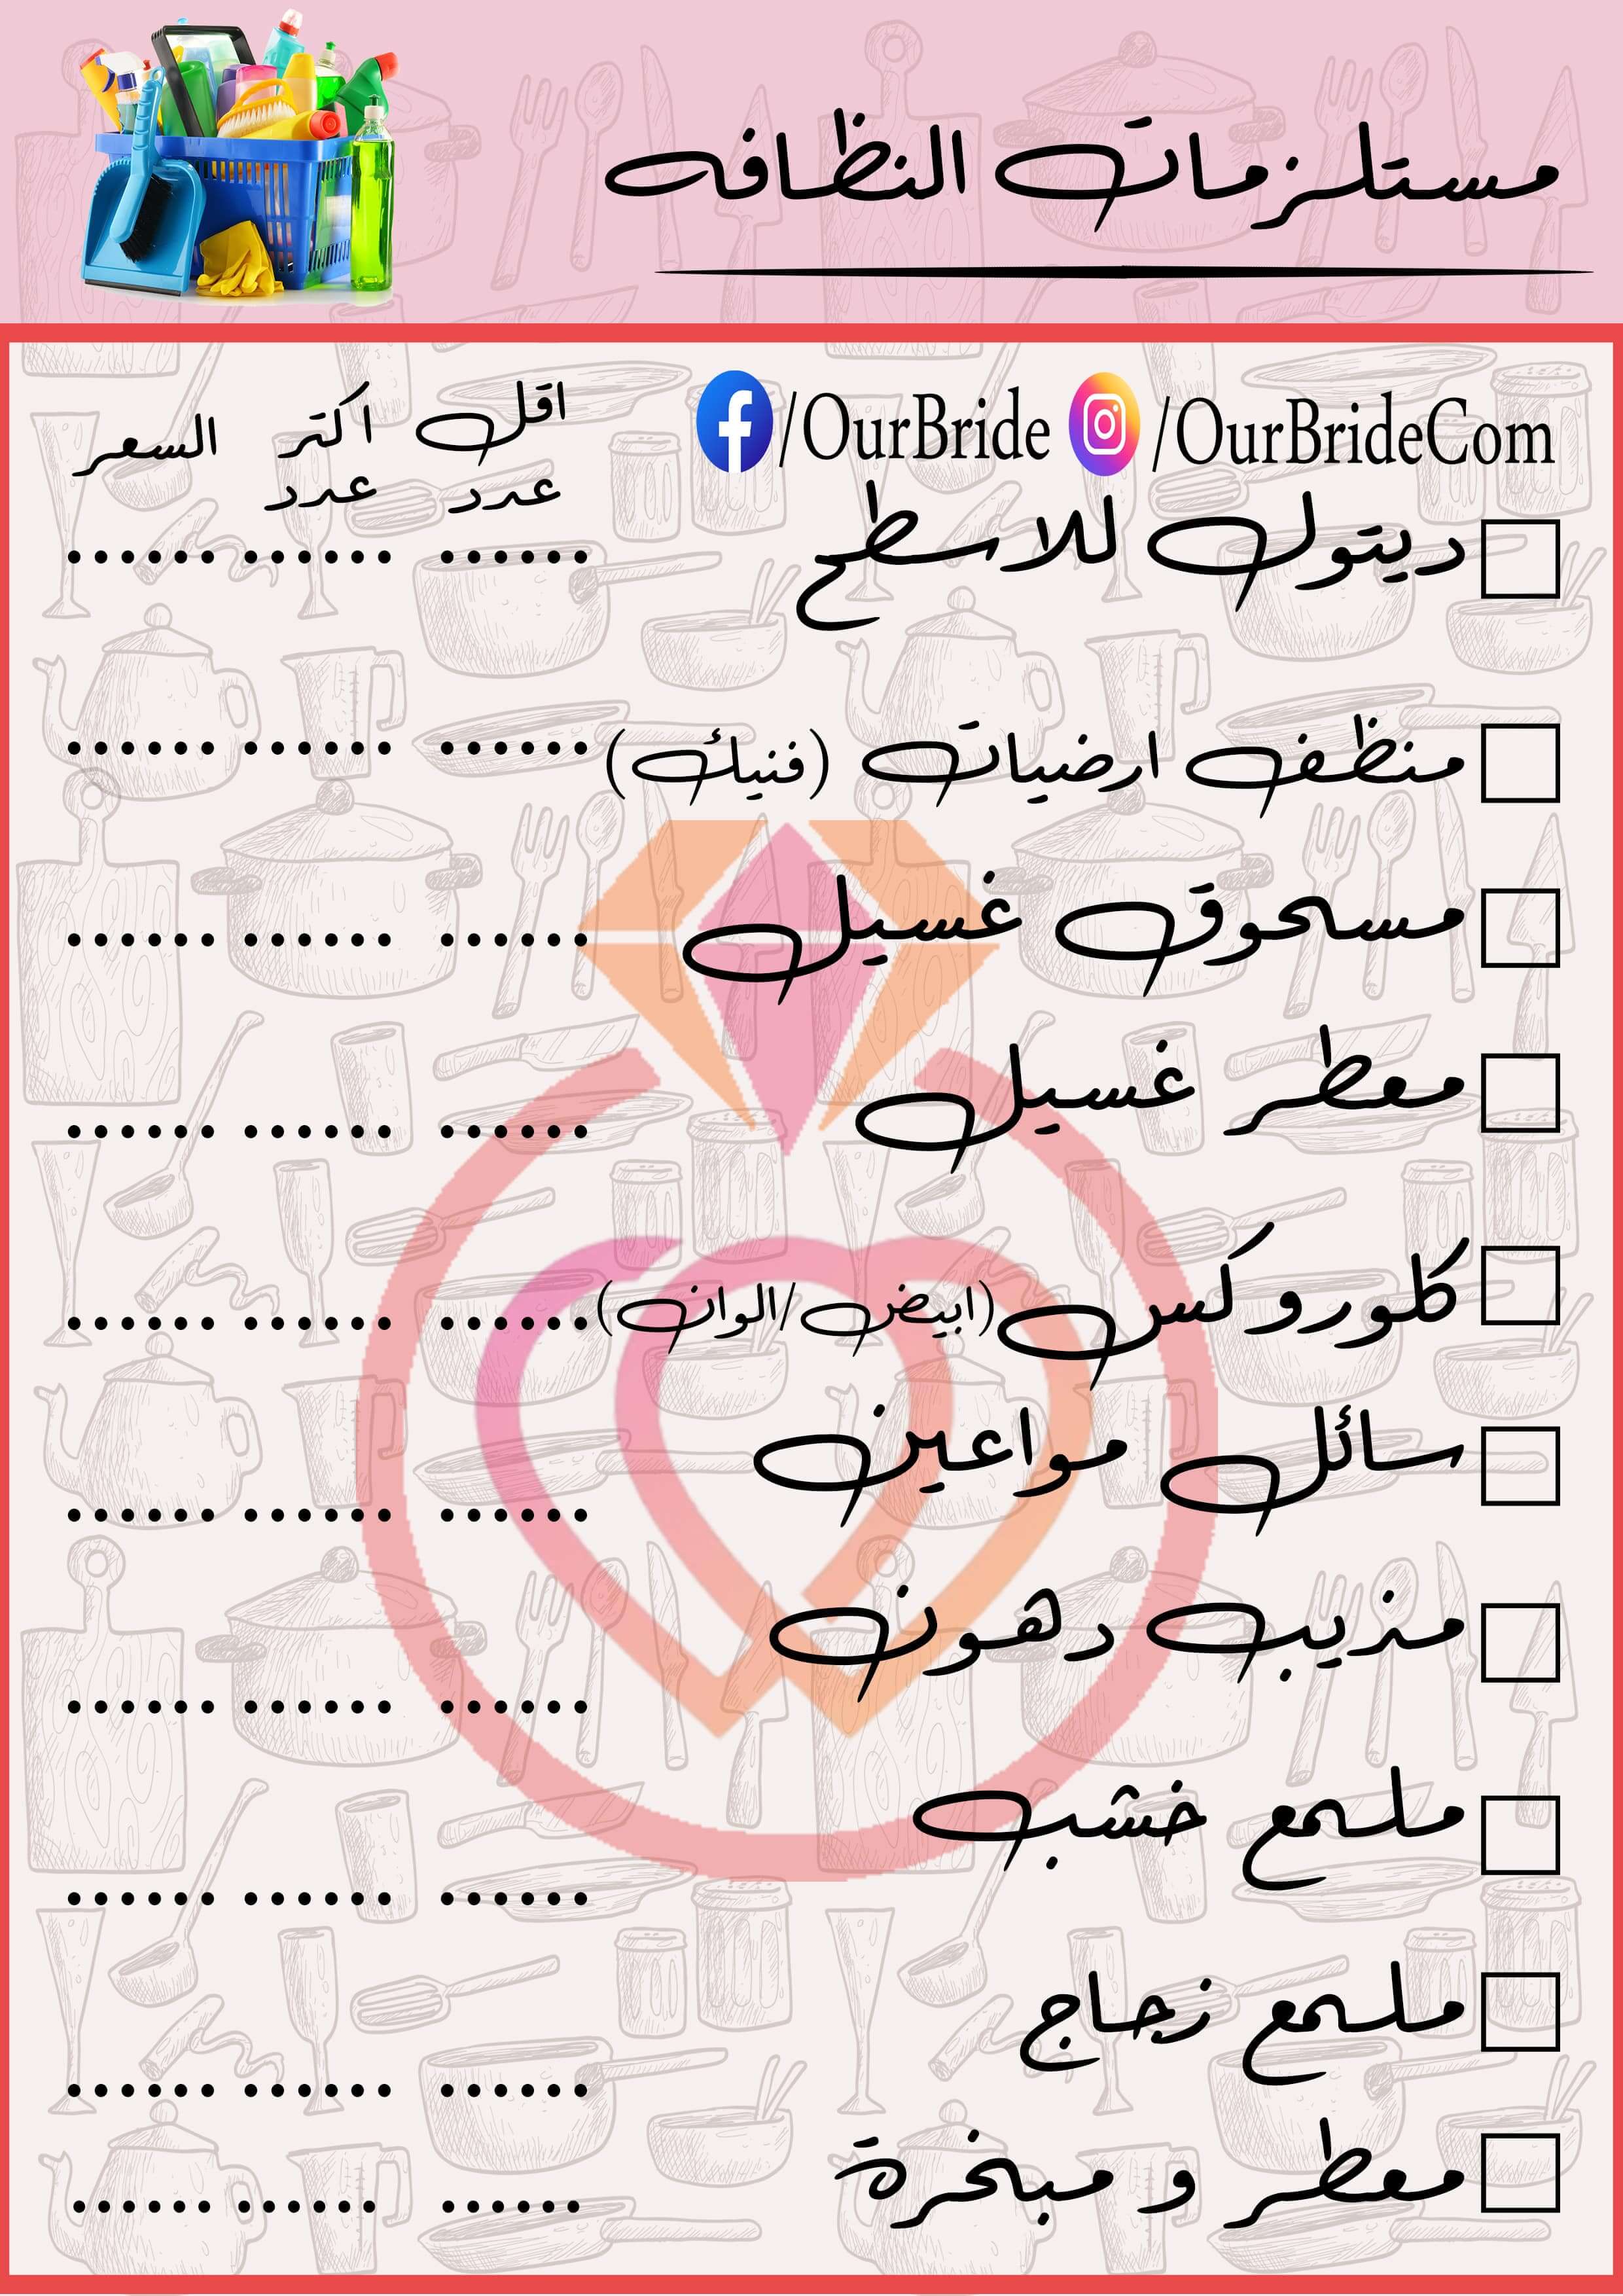 مستلزمات النظافه
/OurBride /OurBrideCom
اقل عدد
اكتر عدد
السعر
ديتول للاسطح ...... ...... ......
منظف ارضيات (فنيك) ...... ...... ......
مسحوق غسيل ...... ...... ......
معطر غسيل ...... ...... ......
كلوروكس (ابيض/الوان) ...... ...... ......
سائل مواعين ...... ...... ......
مذيب دهون ...... ...... ......
ملمع خشب ...... ...... ......
ملمع زجاج ...... ...... ......
معطر و مبخرة ...... ...... ......